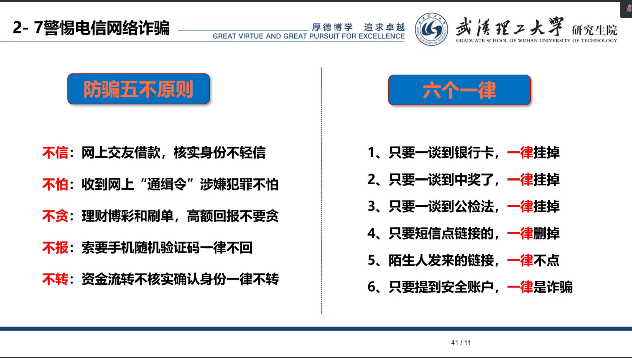 2- 7警惕电信网络诈骗
厚德博学 追求卓越
GREAT VIRTUE AND GREAT PURSUIT FOR EXCELLENCE
武汉理工大学 研究生院
GRADUATE SCHOOL OF WUHAN UNIVERSITY OF TECHNOLOGY
防骗五不原则
不信：网上交友借款，核实身份不轻信
不怕：收到网上“通缉令”涉嫌犯罪不怕
不贪：理财博彩和刷单，高额回报不要贪
不报：索要手机随机验证码一律不回
不转：资金流转不核实确认身份一律不转
六个一律
1、只要一谈到银行卡，一律挂掉
2、只要一谈到中奖了，一律挂掉
3、只要一谈到公检法，一律挂掉
4、只要短信点链接的，一律删掉
5、陌生人发来的链接，一律不点
6、只要提到安全账户，一律是诈骗
41 / 11